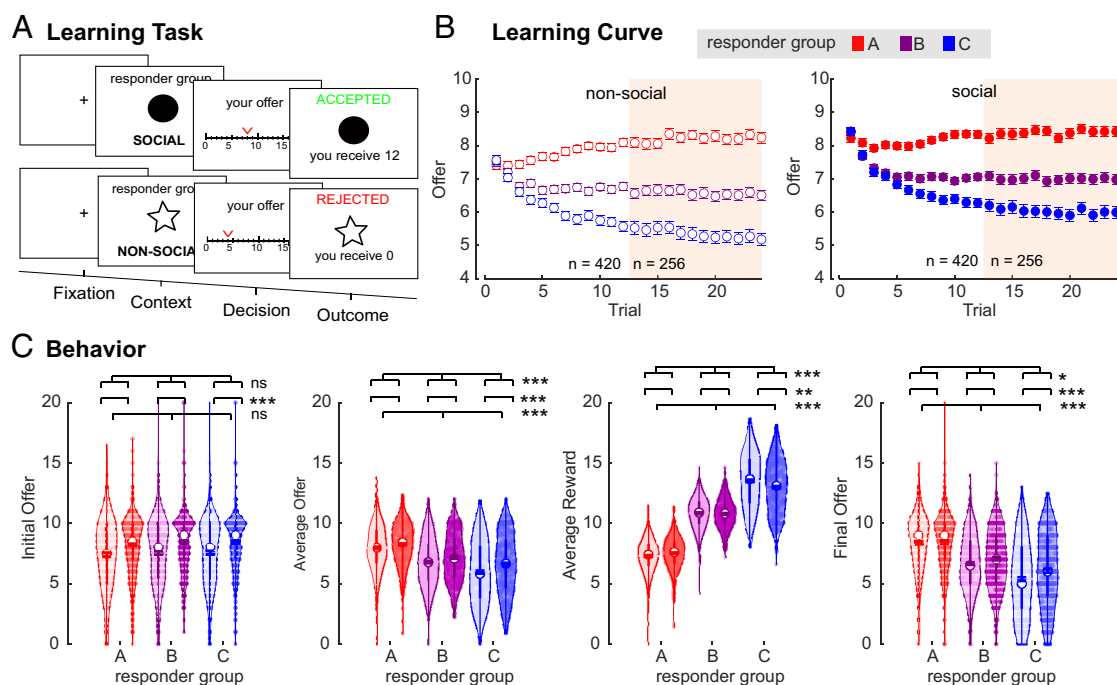 A Learning Task
responder group
SOCIAL
your offer
0 5 10 15
ACCEPTED
you receive 12
responder grou
NON-SOCIA
your offer
0 5 10 15
REJECTED
you receive 0
Fixation
Context
Decision
Outcome
B Learning Curve
responder group A B C
non-social
10
9
8
7
6
5
4
Offer
n = 420 n = 256
0 5 10 15 20
Trial
social
10
9
8
7
6
5
4
Offer
n = 420 n = 256
0 5 10 15 20
Trial
C Behavior
ns
***
ns
20
15
10
5
0
Initial Offer
A B C
responder group
***
***
***
20
15
10
5
0
Average Offer
A B C
responder group
***
**
***
20
15
10
5
0
Average Reward
A B C
responder group
*
***
***
20
15
10
5
0
Final Offer
A B C
responder group